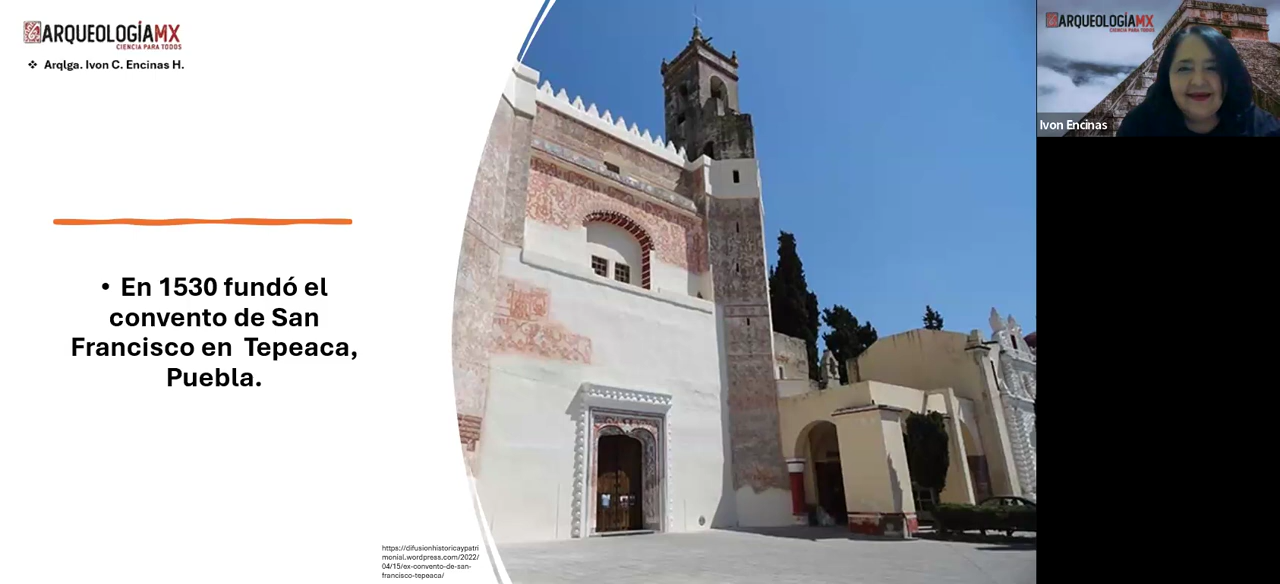 ARQUEOLOGÍAMX
CIENCIA PARA TODOS
❖ Arqlga. Ivon C. Encinas H.
• En 1530 fundó el
convento de San
Francisco en Tepeaca,
Puebla.
https://difusionhistoricaypatri
monial.wordpress.com/2022/
04/15/ex-convento-de-san-
francisco-tepeaca/
ARQUEOLOGÍAMX
CIENCIA PARA TODOS
Ivon Encinas